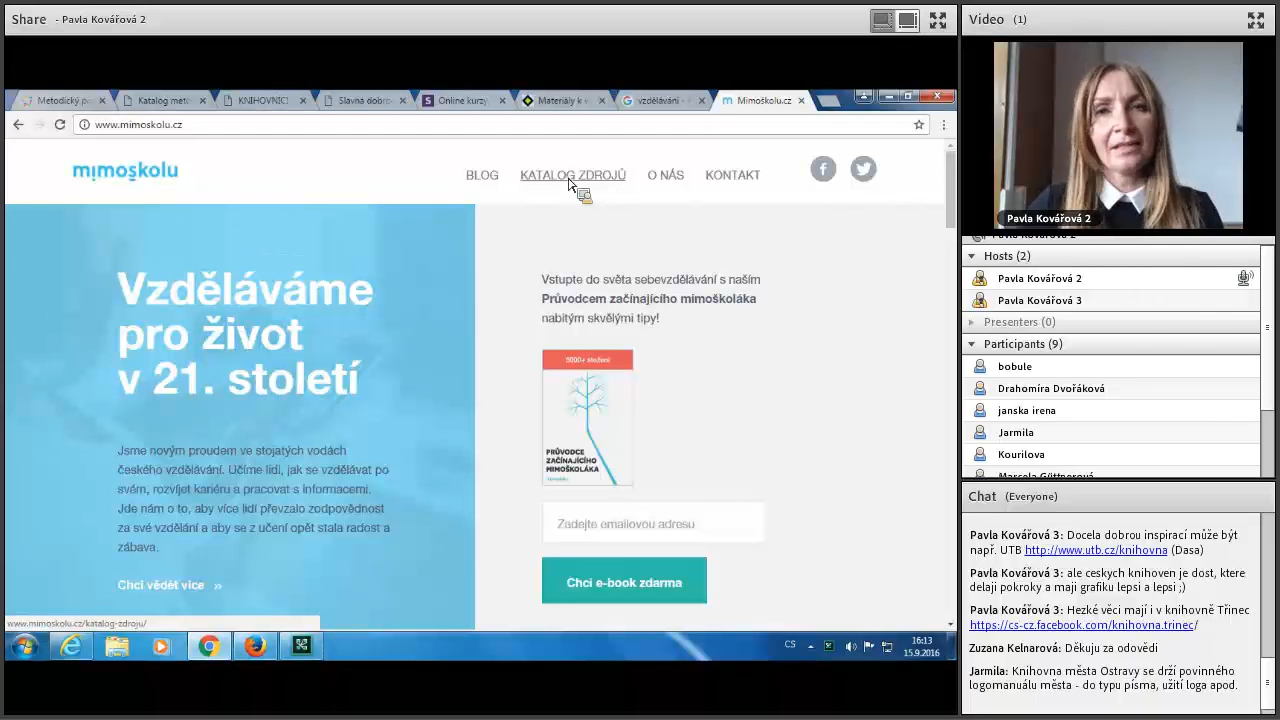 Share - Pavla Kovářová 2
Metodický p
Katalog met
KNIHOVNIC
Slavná dobro
Online kurzy
Materiály k
vzdělávání -
Mimoškolu.cz
www.mimoskolu.cz
mimoškolu
BLOG KATALOG ZDROJŮ O NÁS KONTAKT
Vzděláváme
pro život
v 21. století
Jsme novým proudem ve stojatých vodách
českého vzdělávání. Učíme lidi, jak se vzdělávat po
svém, rozvíjet kariéru a pracovat s informacemi.
Jde nám o to, aby více lidí převzalo zodpovědnost
za své vzdělání a aby se z učení opět stala radost a
zábava.
Chci vědět více »
Vstupte do světa sebevzdělávání s naším
Průvodcem začínajícího mimoškoláka
nabitým skvělými tipy!
5000+ stažení
PRŮVODCE
ZAČÍNAJÍCÍHO
MIMOŠKOLÁKA
Zadejte emailovou adresu
Chci e-book zdarma
www.mimoskolu.cz/katalog-zdroju/
CS
16:13
15.9.2016
Video (1)
Pavla Kovářová 2
Pavla Kovářová 2
Hosts (2)
Pavla Kovářová 2
Pavla Kovářová 3
Presenters (0)
Participants (9)
bobule
Drahomíra Dvořáková
janska irena
Jarmila
Kourilova
Marcela Güttnerová
Chat (Everyone)
Pavla Kovářová 3: Docela dobrou inspirací může být
např. UTB http://www.utb.cz/knihovna (Dasa)
Pavla Kovářová 3: ale ceskych knihoven je dost, ktere
delaji pokroky a maji grafiku lepsi a lepsi ;)
Pavla Kovářová 3: Hezké věci mají i v knihovně Třinec
https://cs-cz.facebook.com/knihovna.trinec/
Zuzana Kelnarová: Děkuju za odovědi
Jarmila: Knihovna města Ostravy se drží povinného
logomanuálu města - do typu písma, užití loga apod.